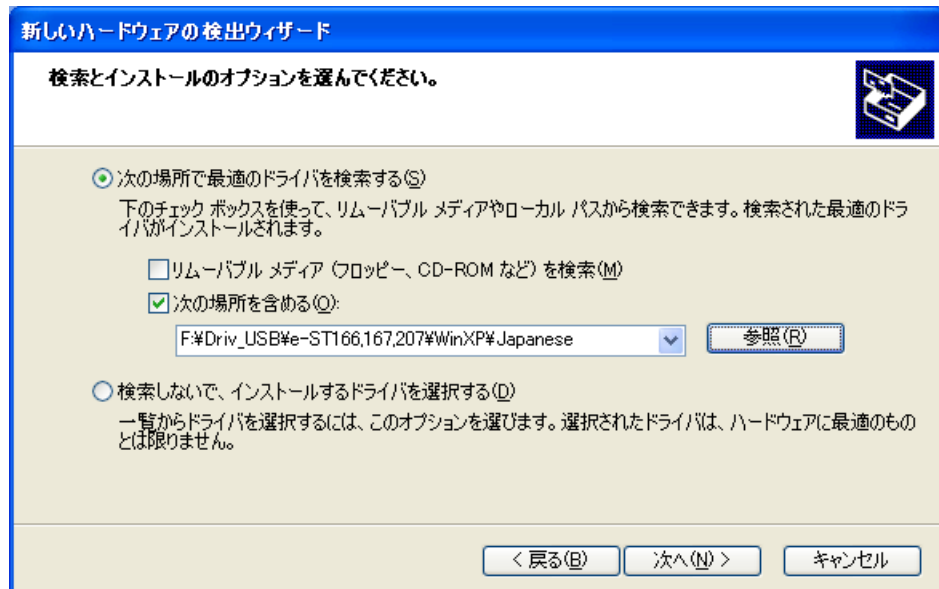 新しいハードウェアの検出ウィザード
検索とインストールのオプションを選んでください。
次の場所で最適のドライバを検索する(S)
下のチェック ボックスを使って、リムーバブル メディアやローカル パスから検索できます。検索された最適のドラ
イバがインストールされます。
リムーバブル メディア (フロッピー、CD-ROM など) を検索(M)
次の場所を含める(O):
F:¥Driv_USB¥e-ST166,167,207¥WinXP¥Japanese
参照(R)
検索しないで、インストールするドライバを選択する(D)
一覧からドライバを選択するには、このオプションを選びます。選択されたドライバは、ハードウェアに最適のもの
とは限りません。
< 戻る(B)
次へ(N) >
キャンセル